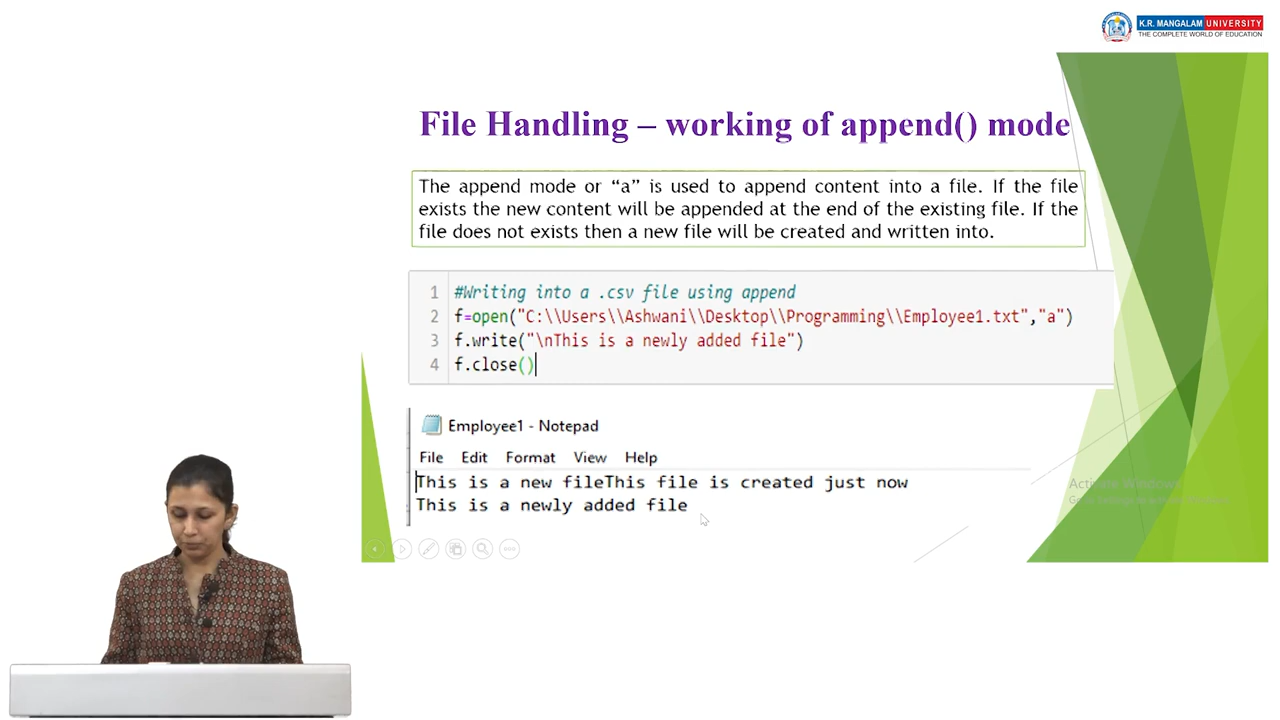 K.R. MANGALAM UNIVERSITY
THE COMPLETE WORLD OF EDUCATION
File Handling – working of append() mode
The append mode or “a” is used to append content into a file. If the file
exists the new content will be appended at the end of the existing file. If the
file does not exists then a new file will be created and written into.
1 #Writing into a .csv file using append
2 f=open("C:\\Users\\Ashwani\\Desktop\\Programming\\Employee1.txt","a")
3 f.write("\nThis is a newly added file")
4 f.close()
Employee1 - Notepad
File Edit Format View Help
This is a new fileThis file is created just now
This is a newly added file
Activate Windows